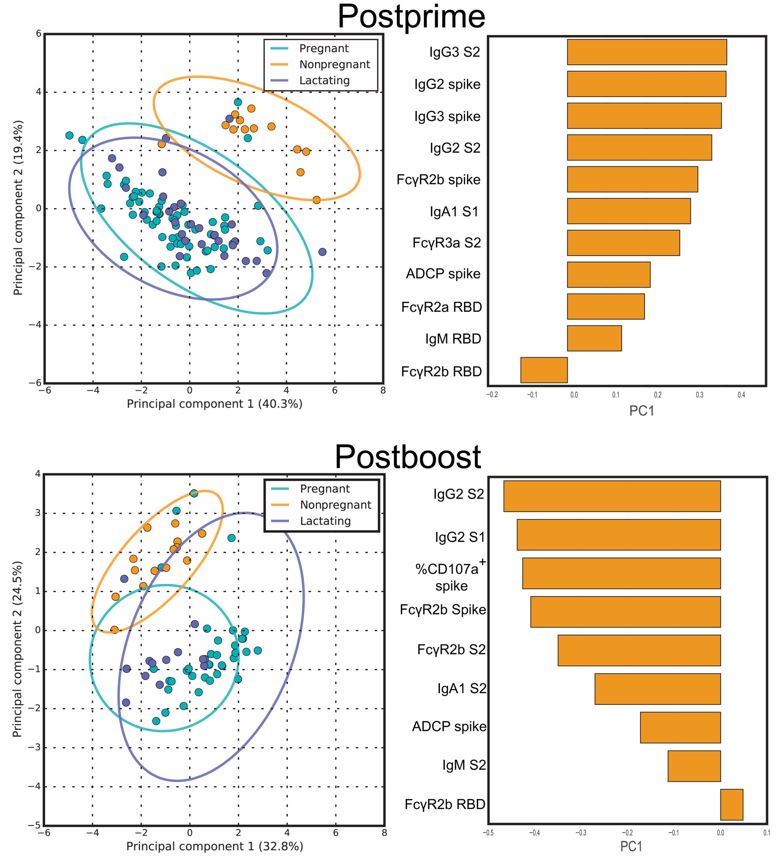 Postprime
6
4
2
0
−2
−4
−6
Principal component 2 (19.4%)
Pregnant
Nonpregnant
Lactating
−6
−4
−2
0
2
4
6
8
Principal component 1 (40.3%)
IgG3 S2
IgG2 spike
IgG3 spike
IgG2 S2
FcγR2b spike
IgA1 S1
FcγR3a S2
ADCP spike
FcγR2a RBD
IgM RBD
FcγR2b RBD
−0.2
−0.1
0.0
0.1
0.2
0.3
0.4
PC1
Postboost
4
3
2
1
0
−1
−2
−3
−4
−5
Principal component 2 (24.5%)
Pregnant
Nonpregnant
Lactating
−6
−4
−2
0
2
4
6
8
Principal component 1 (32.8%)
IgG2 S2
IgG2 S1
%CD107a+
spike
FcγR2b Spike
FcγR2b S2
IgA1 S2
ADCP spike
IgM S2
FcγR2b RBD
−0.5
−0.4
−0.3
−0.2
−0.1
0.0
0.1
PC1